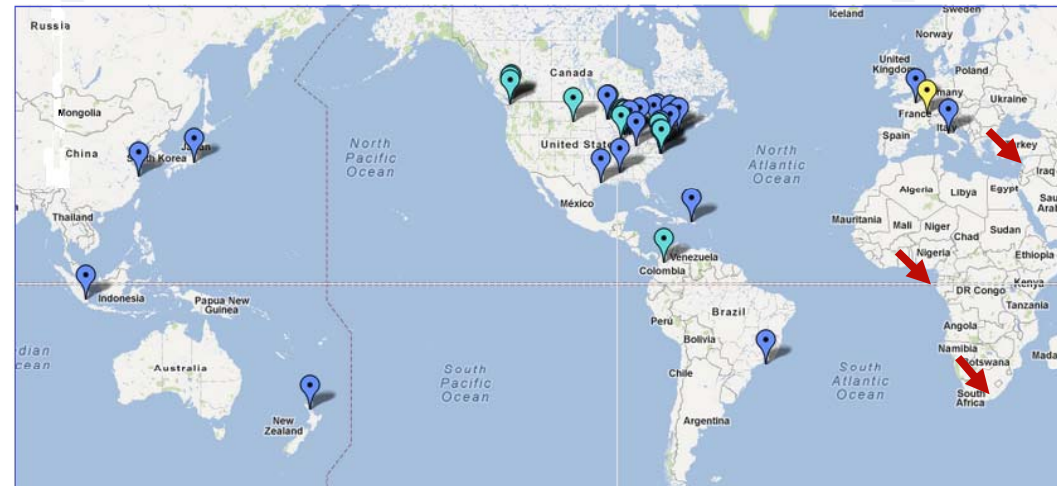 Iceland
Sweden
Russia
Norway
Canada
United
Kingdom
Poland
Mongolia
Ukraine
France
Spain
China
South Korea
United States
North
Pacific
Ocean
North
Atlantic
Ocean
Iraq
Algeria
Libya
Egypt
México
Thailand
Mauritania
Mali
Niger
Chad
Sudan
Nigeria
Ethiopia
Venezuela
Colombia
Kenya
DR Congo
Indonesia
Papua New
Guinea
Tanzania
Brazil
Perú
Angola
Bolivia
Namibia
Botswana
Australia
Chile
South
Pacific
Ocean
South
Atlantic
Ocean
South
Africa
New
Zealand
Argentina